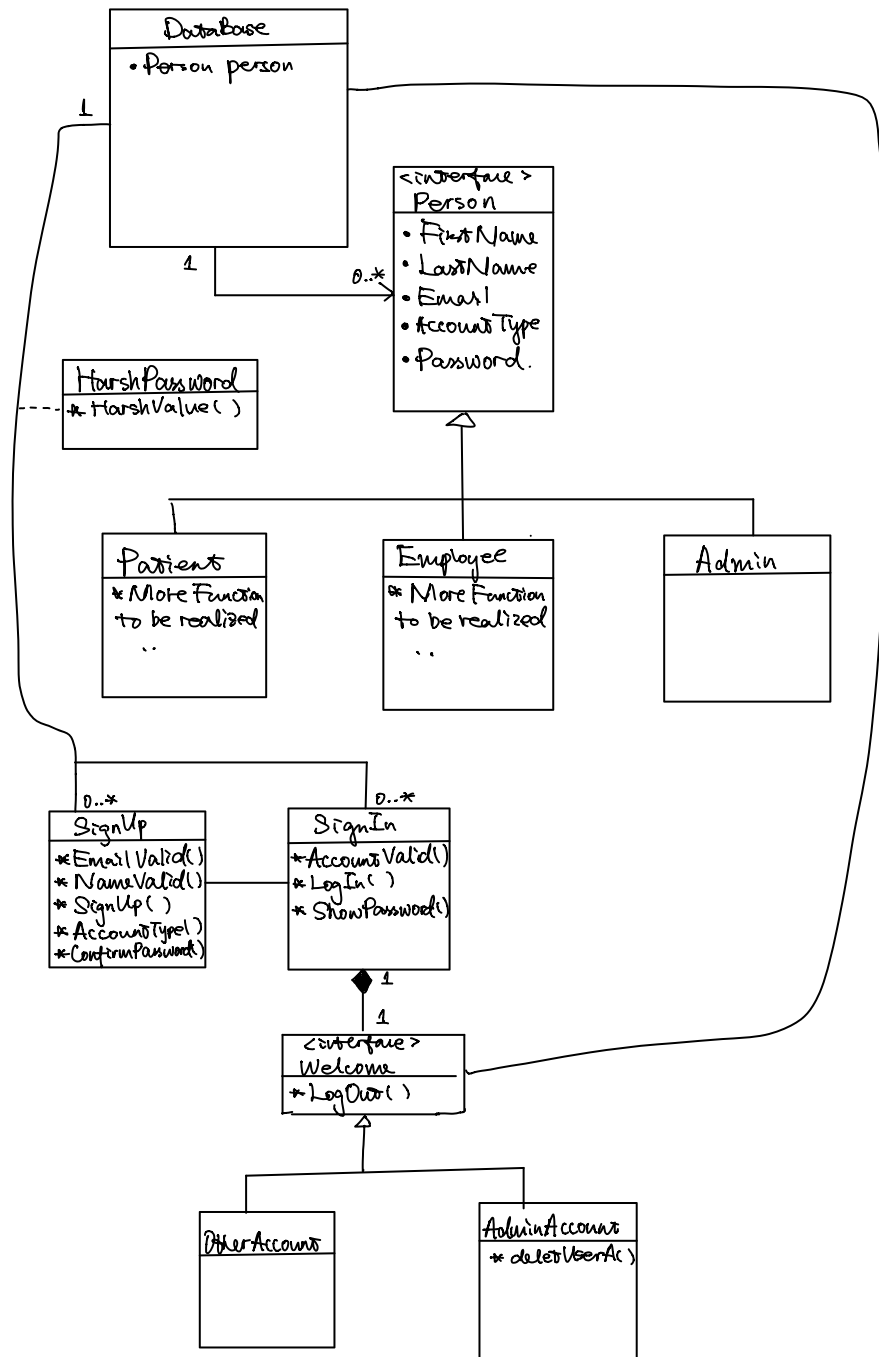 DataBase
• Person person
1
1
0..*
<interface>
Person
• FirstName
• LastName
• Email
• AccountType
• Password.
HarshPassword
* HarshValue( )
Patient
* More Function
to be realized
..
Employee
* More Function
to be realized
..
Admin
0..*
SignUp
* EmailValid()
* NameValid()
* SignUp( )
* AccountType()
* ConfirmPassword()
0..*
SignIn
* AccountValid()
* LogIn( )
* ShowPassword()
1
1
<interface>
Welcome
* LogOut( )
OtherAccount
AdminAccount
* deletUserA( )